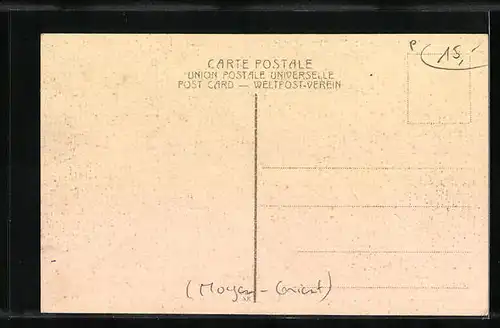 P 15,-
CARTE POSTALE
UNION POSTALE UNIVERSELLE
POST CARD — WELTPOST-VEREIN
(Moyen-Orient)